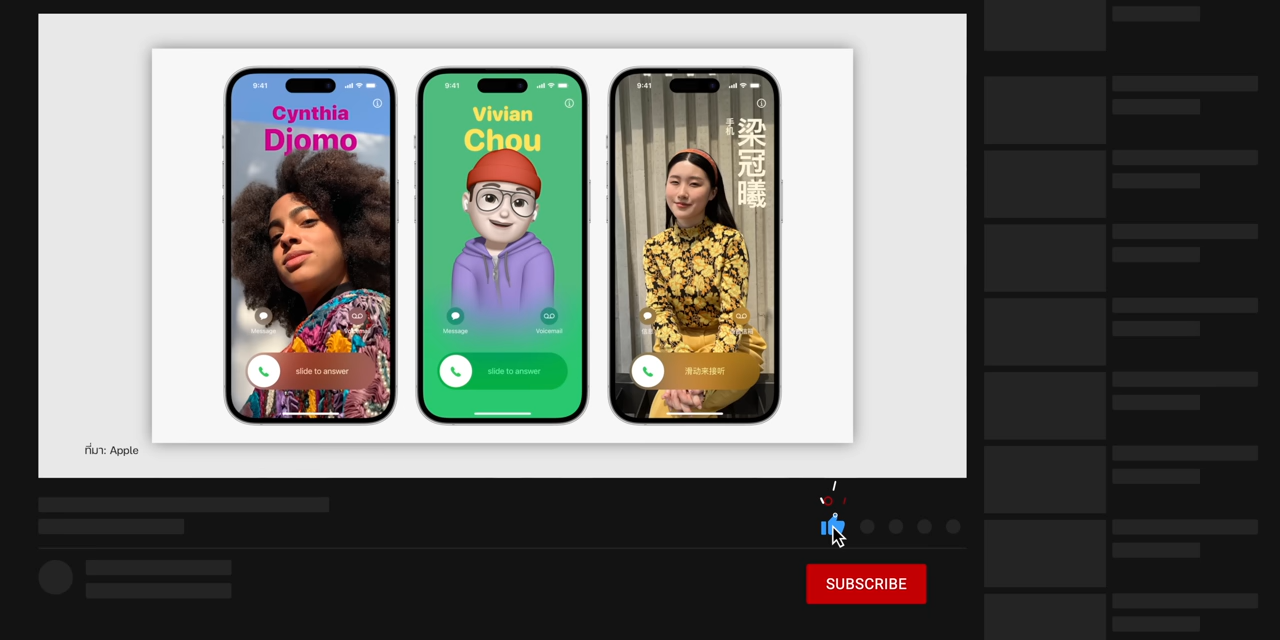 9:41
Cynthia
Djomo
Message
Voicemail
slide to answer
9:41
Vivian
Chou
Message
Voicemail
slide to answer
9:41
手机
梁冠曦
滑动来接听
ที่มา: Apple
SUBSCRIBE